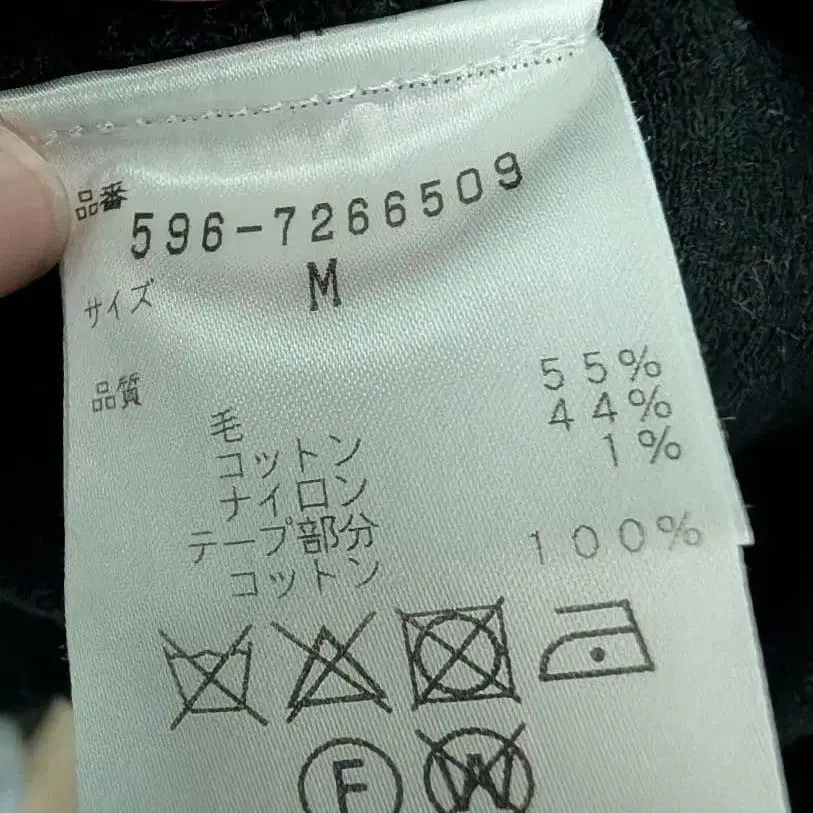 品番
596-7266509
サイズ M
品質
毛 55%
コットン 44%
ナイロン 1%
テープ部分
コットン 100%
F W